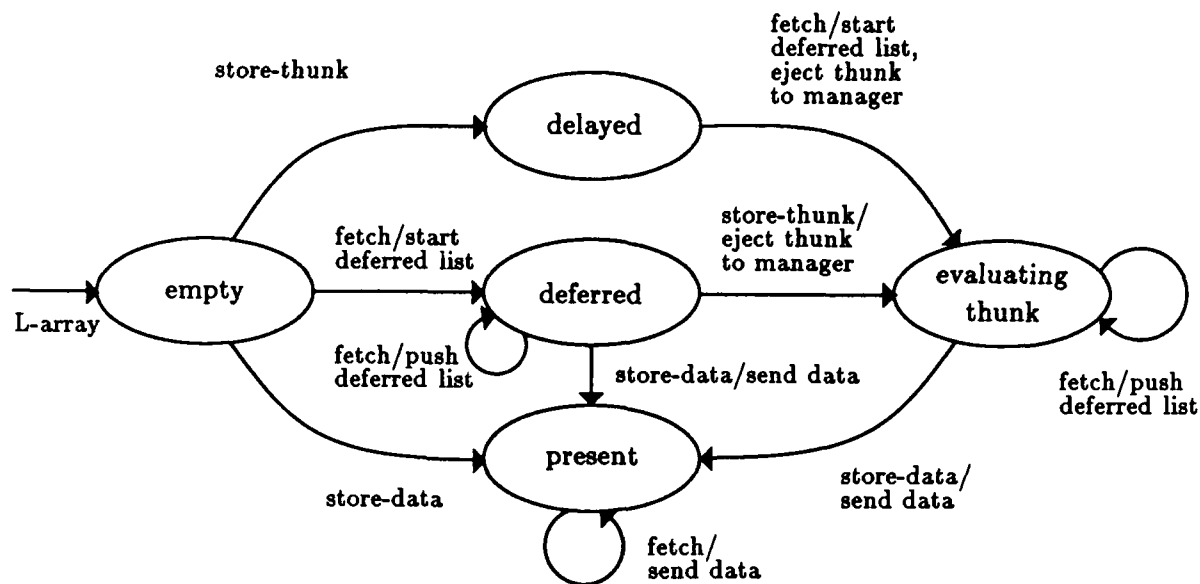 fetch/start
deferred list,
eject thunk
to manager
store-thunk
delayed
store-thunk/
eject thunk
to manager
fetch/start
deferred list
empty
deferred
evaluating
thunk
L-array
fetch/push
deferred list
store-data/send data
fetch/push
deferred list
present
store-data
store-data/
send data
fetch/
send data